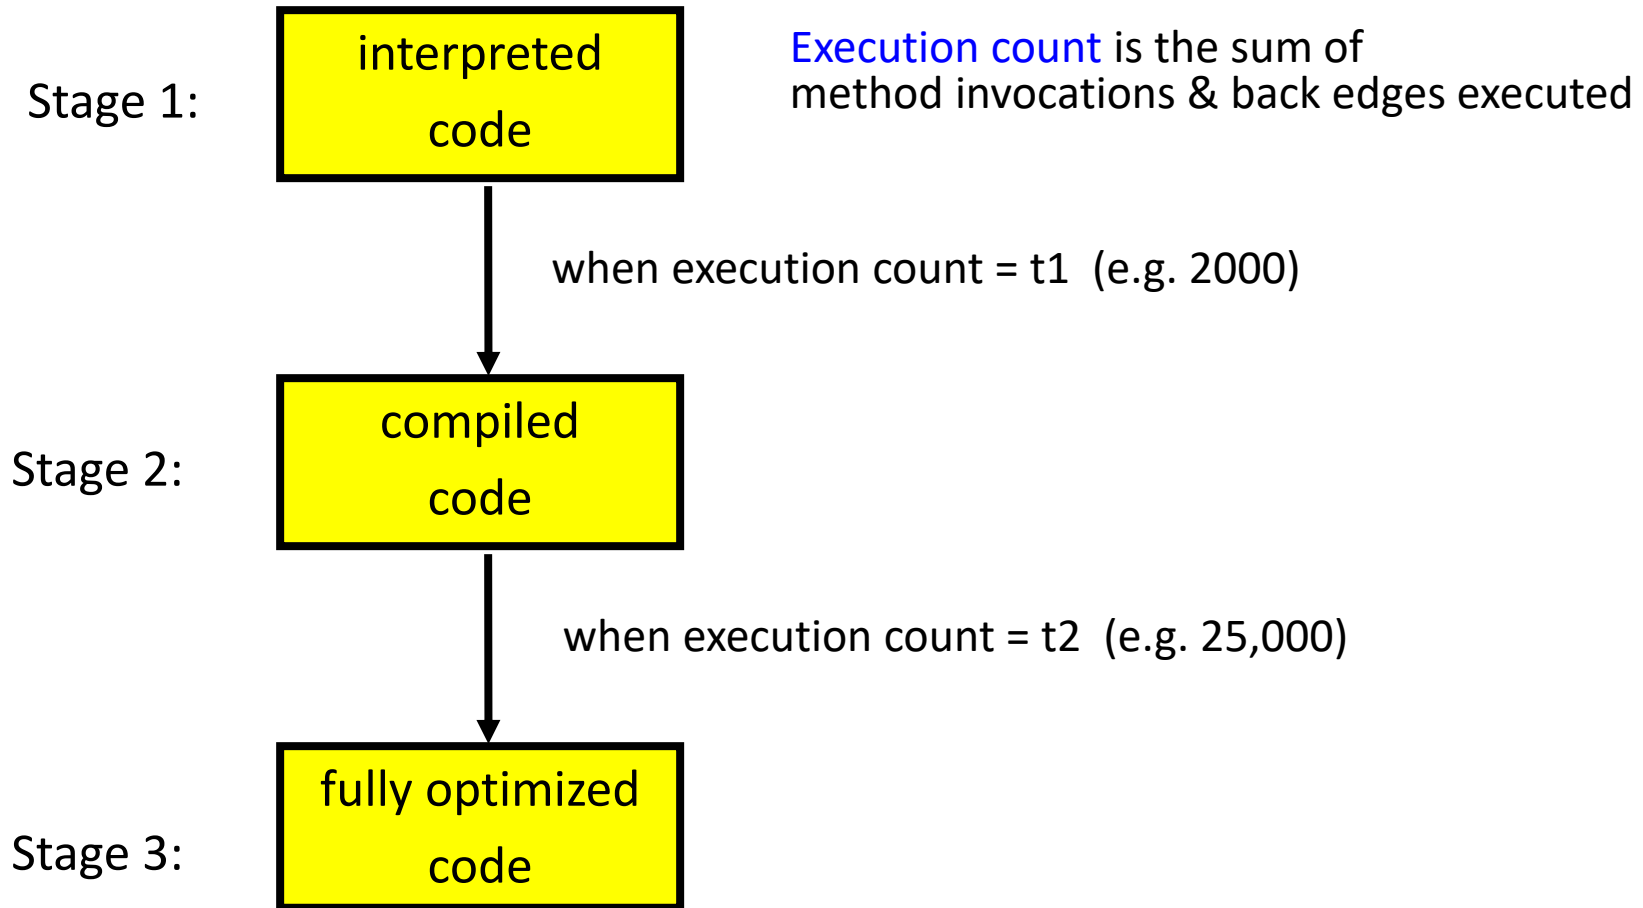 Execution count is the sum of
method invocations & back edges executed
Stage 1:
interpreted
code
when execution count = t1 (e.g. 2000)
Stage 2:
compiled
code
when execution count = t2 (e.g. 25,000)
Stage 3:
fully optimized
code